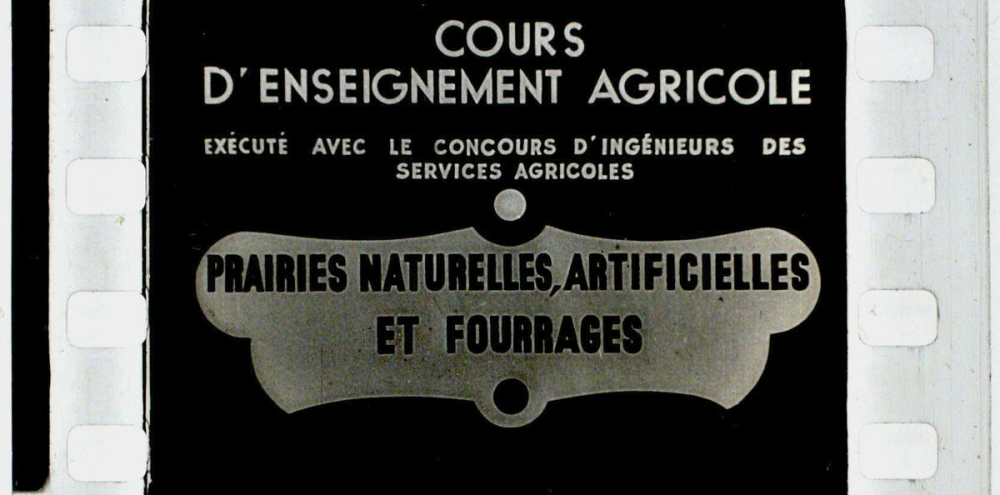 COURS
D'ENSEIGNEMENT AGRICOLE
EXÉCUTÉ AVEC LE CONCOURS D'INGÉNIEURS DES
SERVICES AGRICOLES
PRAIRIES NATURELLES, ARTIFICIELLES
ET FOURRAGES